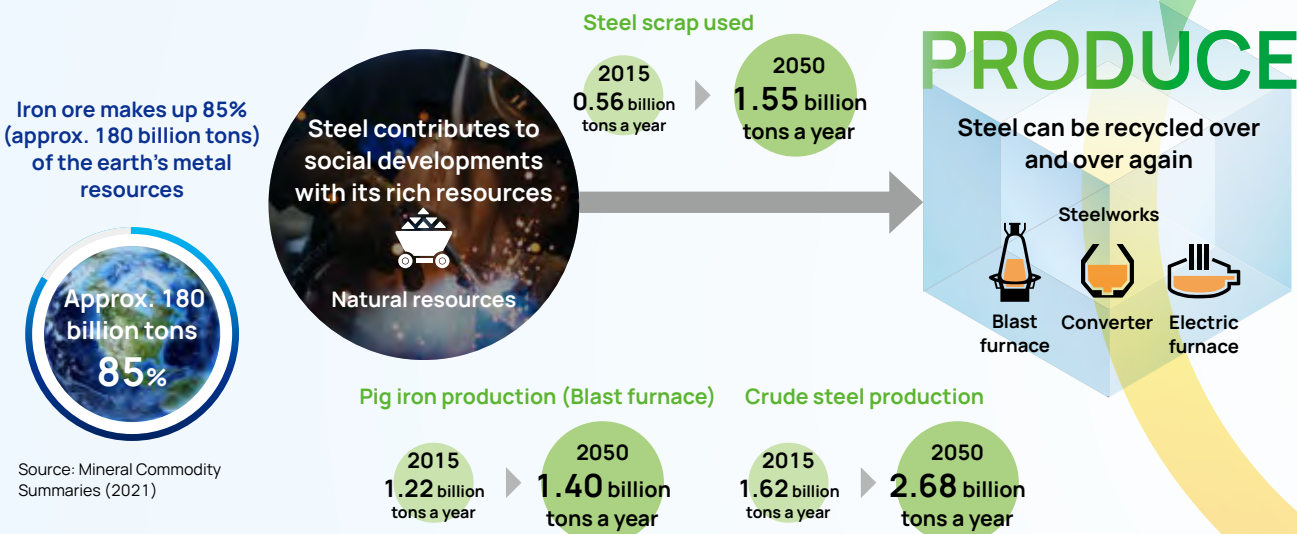 Iron ore makes up 85%
(approx. 180 billion tons)
of the earth's metal
resources
Approx. 180
billion tons
85%
Source: Mineral Commodity
Summaries (2021)
Steel contributes to
social developments
with its rich resources
Natural resources
Steel scrap used
2015
0.56 billion
tons a year
2050
1.55 billion
tons a year
Pig iron production (Blast furnace)
2015
1.22 billion
tons a year
2050
1.40 billion
tons a year
Crude steel production
2015
1.62 billion
tons a year
2050
2.68 billion
tons a year
PRODUCE
Steel can be recycled over
and over again
Steelworks
Blast
furnace
Converter
Electric
furnace